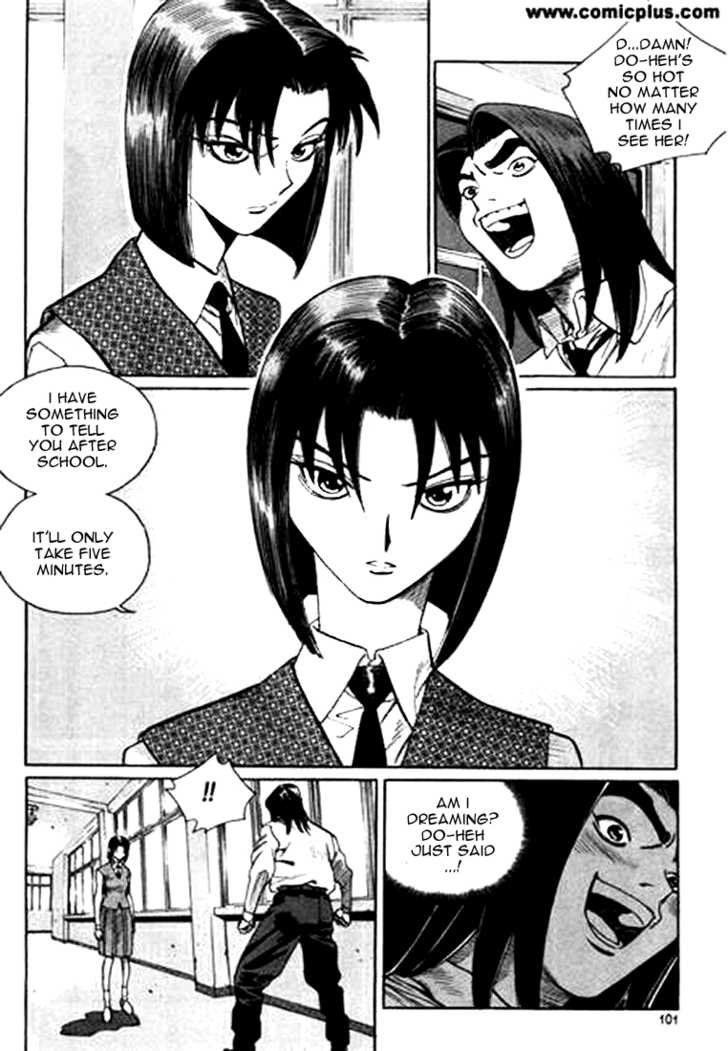 www.comicplus.com
D...DAMN!
DO-HEH'S
SO HOT
NO MATTER
HOW MANY
TIMES I
SEE HER!
I HAVE
SOMETHING
TO TELL
YOU AFTER
SCHOOL.
IT'LL ONLY
TAKE FIVE
MINUTES.
!!
AM I
DREAMING?
DO-HEH
JUST SAID
...!
101